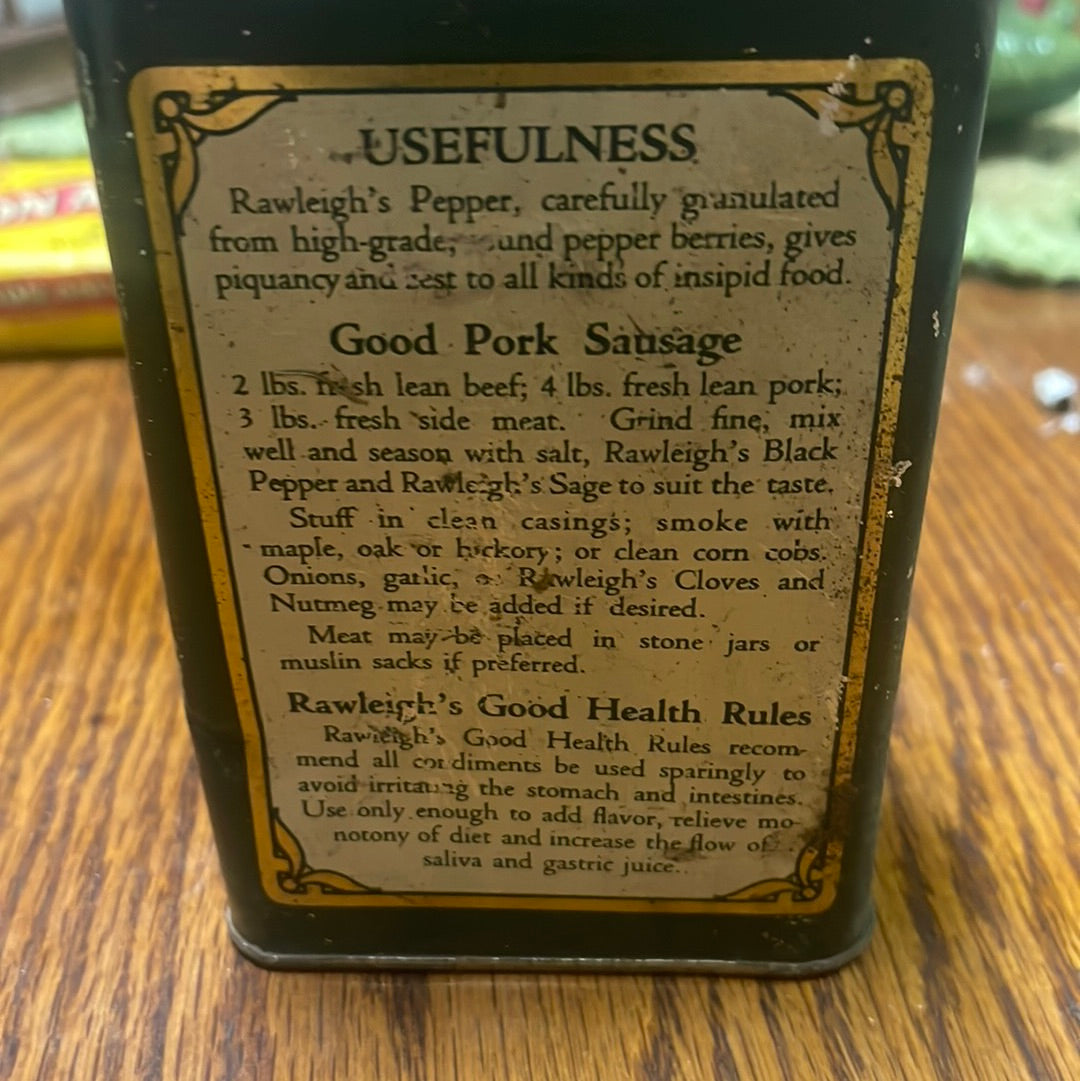 USEFULNESS
Rawleigh's Pepper, carefully granulated
from high-grade, sound pepper berries, gives
piquancy and zest to all kinds of insipid food.
Good Pork Sausage
2 lbs. fresh lean beef; 4 lbs. fresh lean pork;
3 lbs. fresh side meat. Grind fine, mix
well and season with salt, Rawleigh's Black
Pepper and Rawleigh's Sage to suit the taste.
Stuff in clean casings; smoke with
maple, oak or hickory; or clean corn cobs.
Onions, garlic, or Rawleigh's Cloves and
Nutmeg may be added if desired.
Meat may be placed in stone jars or
muslin sacks if preferred.
Rawleigh's Good Health Rules
Rawleigh's Good Health Rules recom-
mend all condiments be used sparingly to
avoid irritating the stomach and intestines.
Use only enough to add flavor, relieve mo-
notony of diet and increase the flow of
saliva and gastric juice.